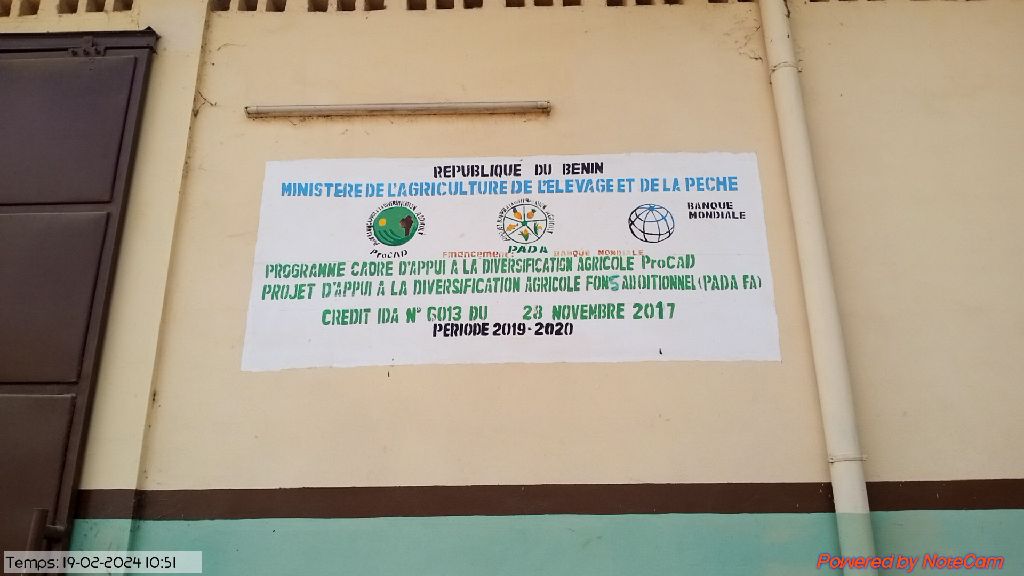 REPUBLIQUE DU BENIN
MINISTERE DE L'AGRICULTURE DE L'ELEVAGE ET DE LA PECHE
ProCAD
PADA
BANQUE
MONDIALE
Financement: BANQUE MONDIALE
PROGRAMME CADRE D'APPUI A LA DIVERSIFICATION AGRICOLE ProCAD
PROJET D'APPUI A LA DIVERSIFICATION AGRICOLE FONS ADDITIONNEL (PADA FA)
CREDIT IDA N° 6013 DU 28 NOVEMBRE 2017
PERIODE 2019-2020
Temps: 19-02-2024 10:51
Powered by NoteCam